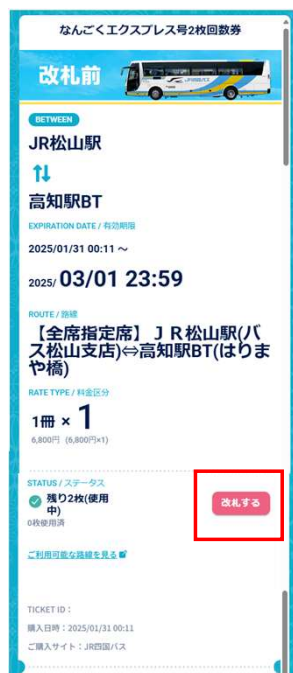 なんごくエクスプレス号2枚回数券
改札前
BETWEEN
JR松山駅
高知駅BT
EXPIRATION DATE / 有効期限
2025/01/31 00:11 ～
2025/ 03/01 23:59
ROUTE / 路線
【全席指定席】ＪＲ松山駅(バ
ス松山支店)⇔高知駅BT(はりま
や橋)
RATE TYPE / 料金区分
1冊 × 1
6,800円 (6,800円×1)
STATUS / ステータス
残り2枚(使用
中)
0枚使用済
改札する
ご利用可能な路線を見る
TICKET ID：
購入日時：2025/01/31 00:11
ご購入サイト：JR四国バス